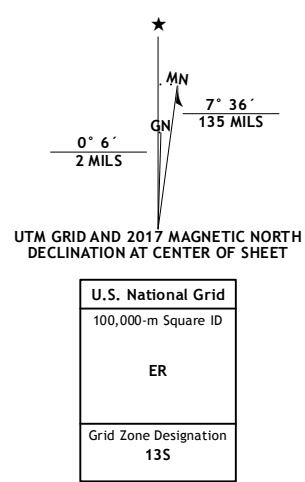 ★
MN
7° 36´
135 MILS
GN
0° 6´
2 MILS
UTM GRID AND 2017 MAGNETIC NORTH
DECLINATION AT CENTER OF SHEET
U.S. National Grid
100,000-m Square ID
ER
Grid Zone Designation
13S